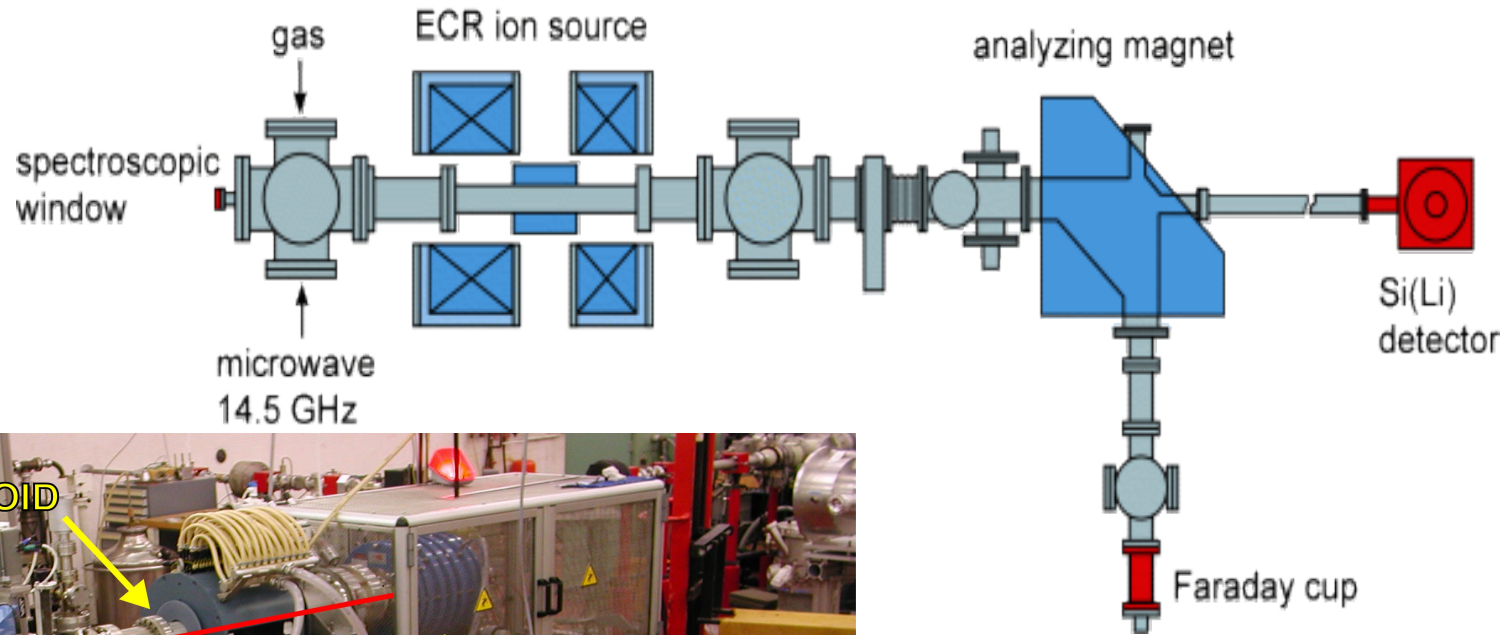 gas
ECR ion source
analyzing magnet
spectroscopic
window
microwave
14.5 GHz
Si(Li)
detector
OID
Faraday cup